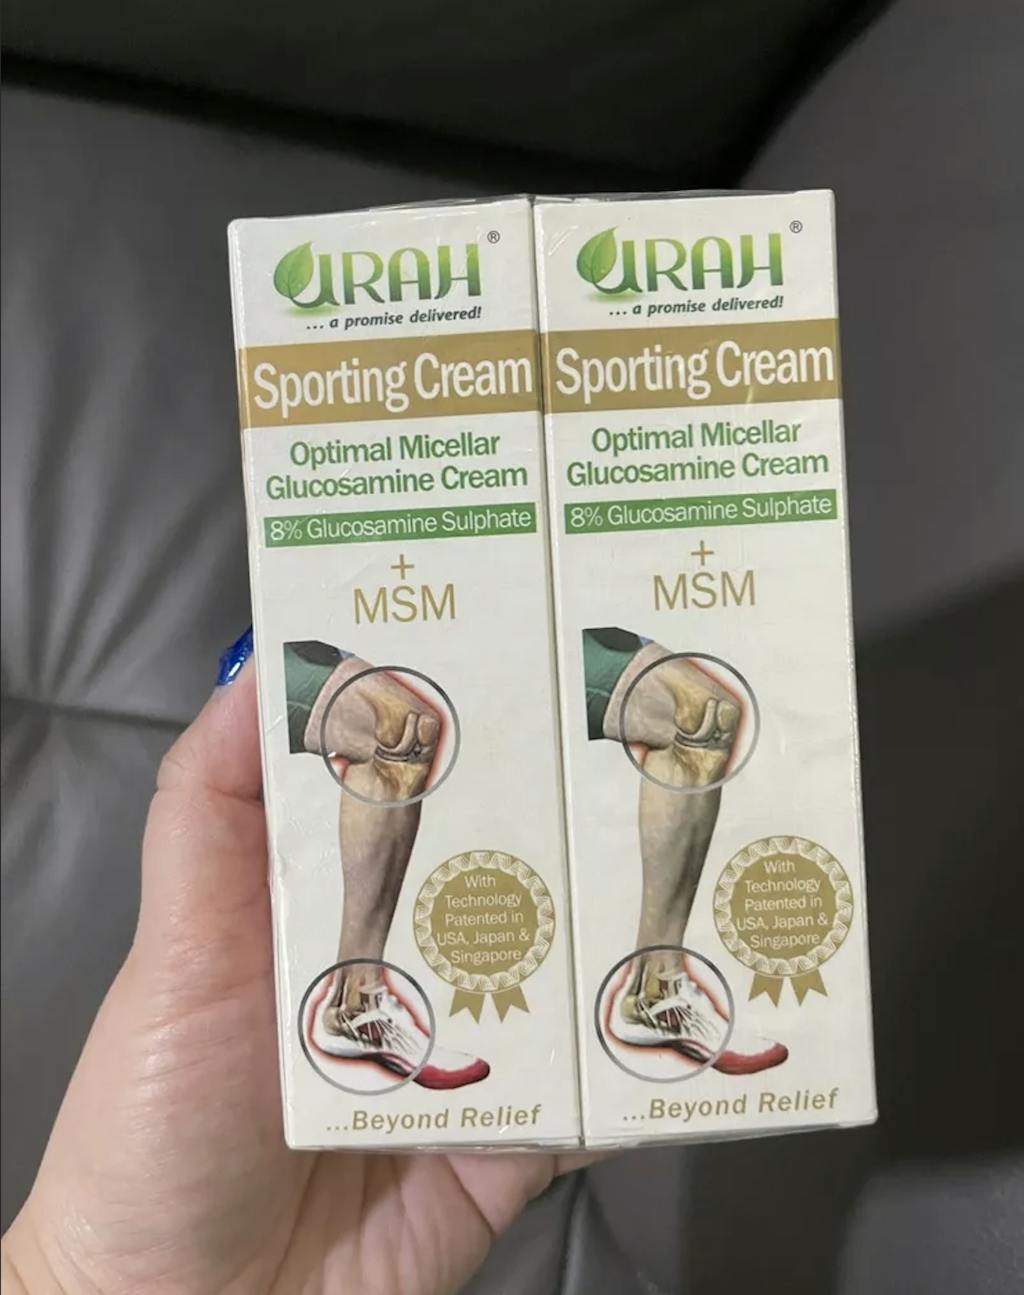 URAH®
... a promise delivered!
Sporting Cream
Optimal Micellar
Glucosamine Cream
8% Glucosamine Sulphate
+
MSM
With
Technology
Patented in
USA, Japan &
Singapore
...Beyond Relief
URAH®
... a promise delivered!
Sporting Cream
Optimal Micellar
Glucosamine Cream
8% Glucosamine Sulphate
+
MSM
With
Technology
Patented in
USA, Japan &
Singapore
...Beyond Relief